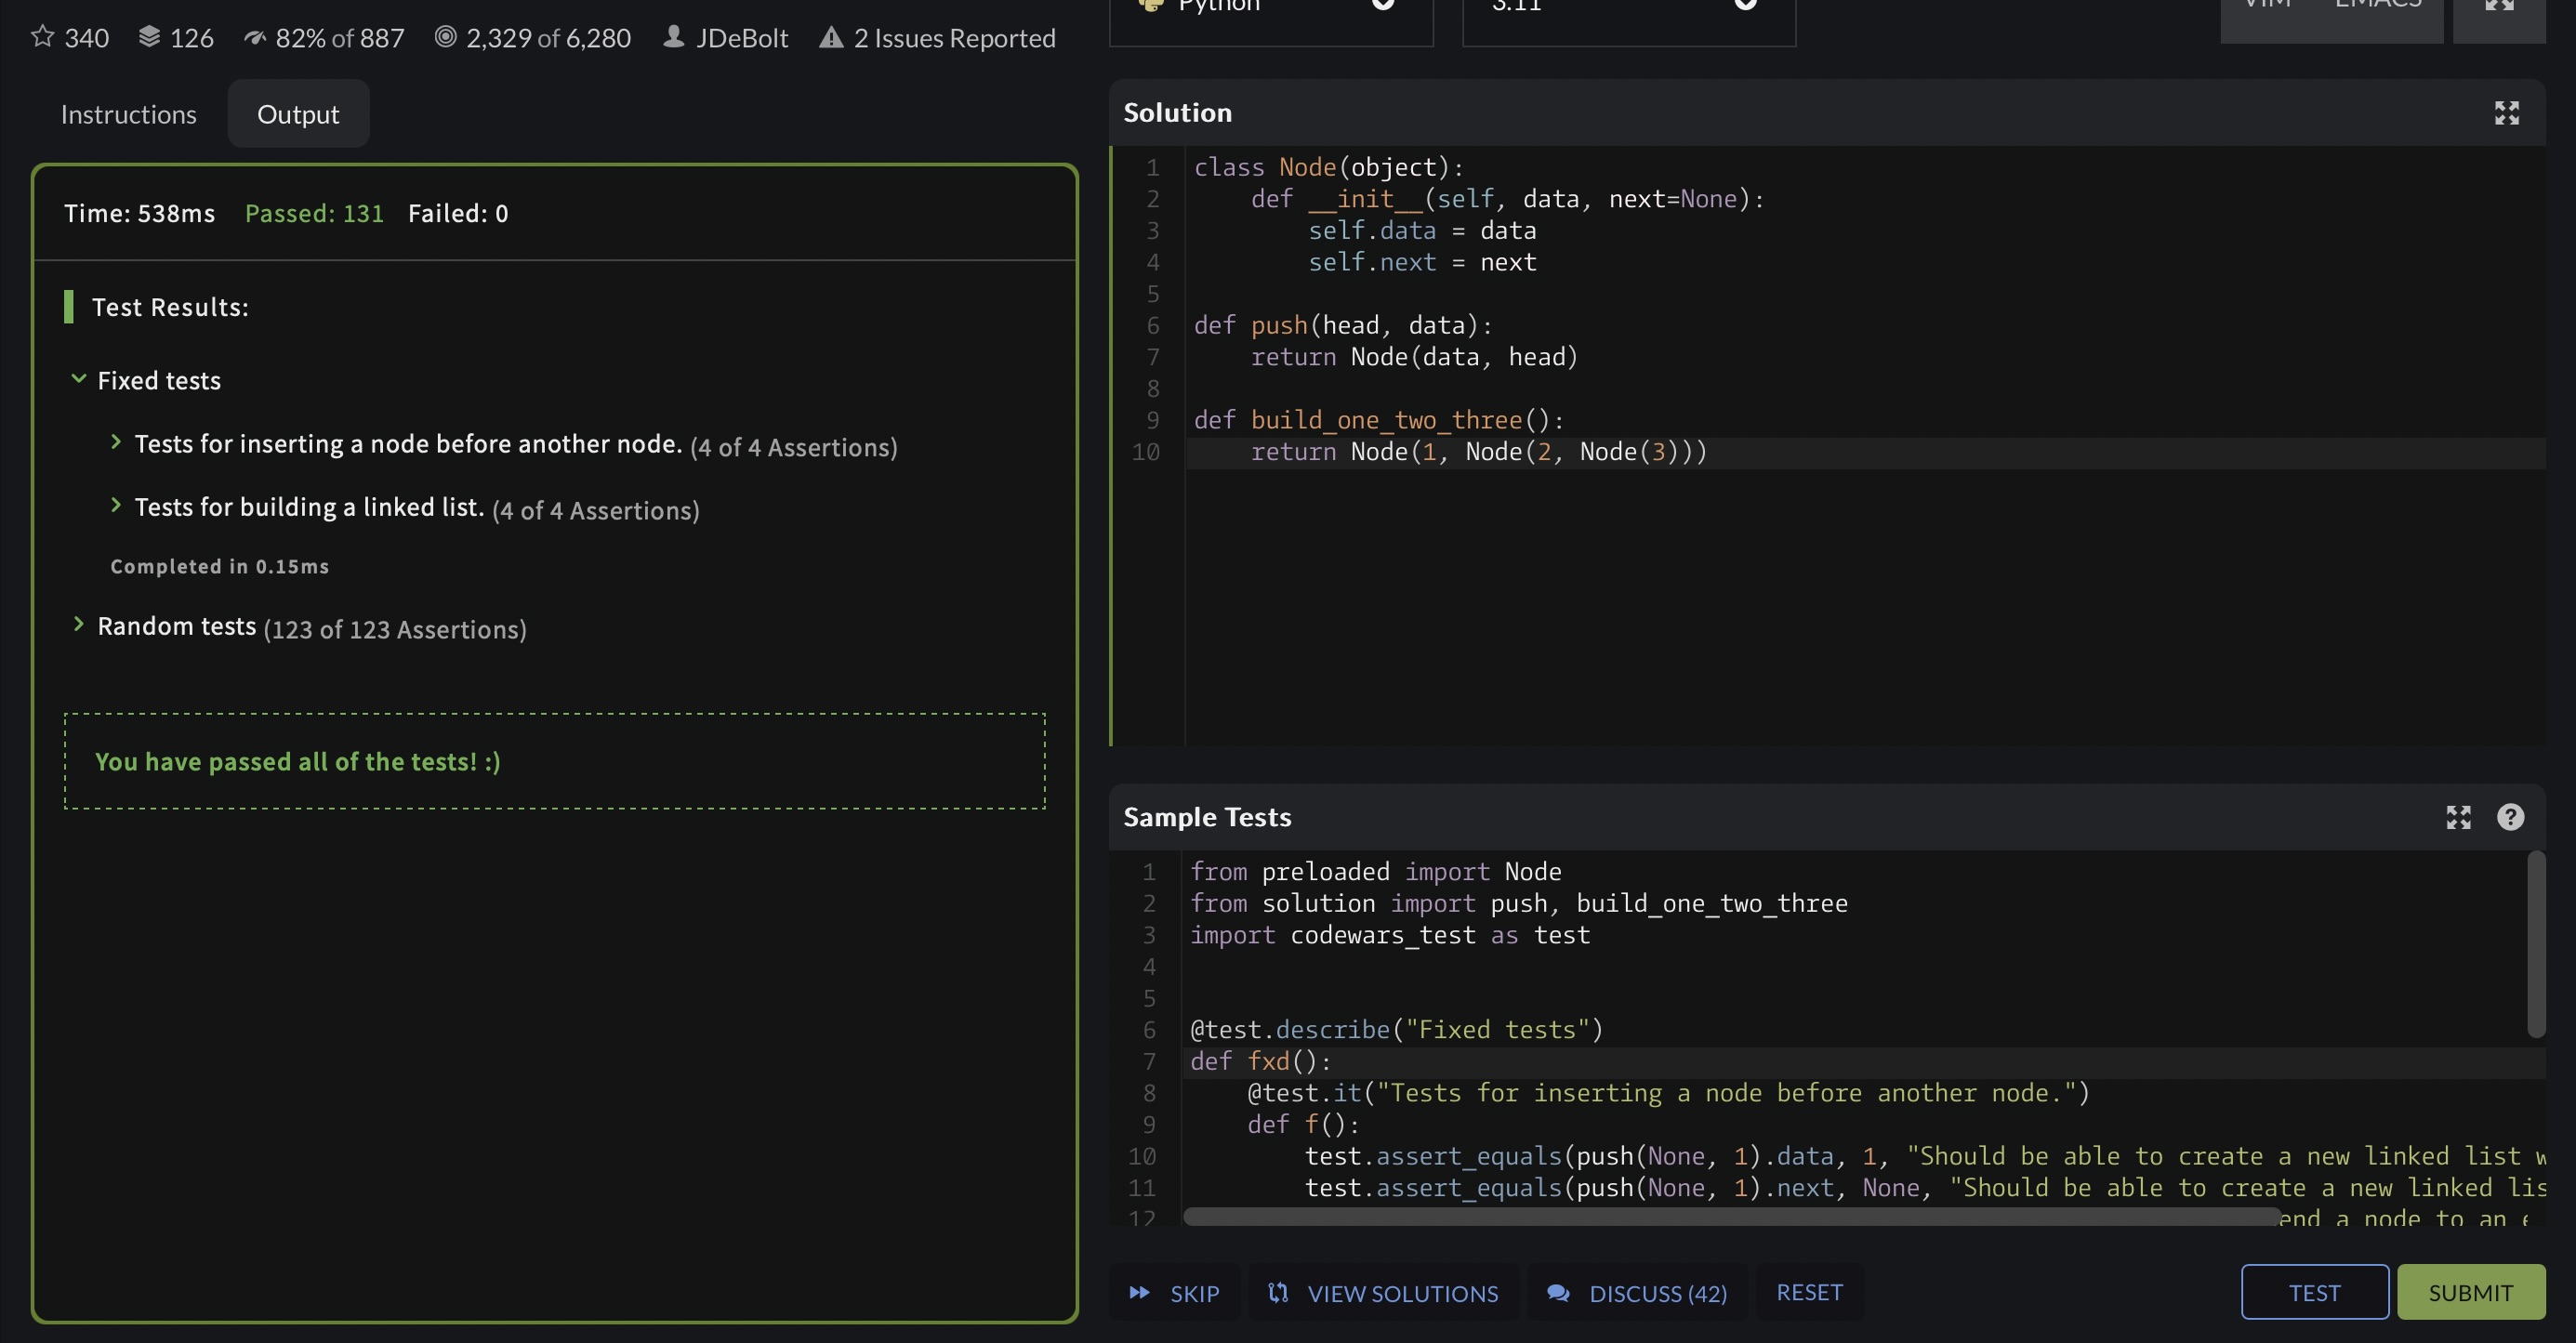 340 126 82% of 887 2,329 of 6,280 JDeBolt 2 Issues Reported
Python 3.11 VIM EMACS
Instructions Output
Time: 538ms Passed: 131 Failed: 0
Test Results:
Fixed tests
Tests for inserting a node before another node. (4 of 4 Assertions)
Tests for building a linked list. (4 of 4 Assertions)
Completed in 0.15ms
Random tests (123 of 123 Assertions)
You have passed all of the tests! :)
Solution
1 class Node(object):
2     def __init__(self, data, next=None):
3         self.data = data
4         self.next = next
5
6 def push(head, data):
7     return Node(data, head)
8
9 def build_one_two_three():
10     return Node(1, Node(2, Node(3)))
Sample Tests
1 from preloaded import Node
2 from solution import push, build_one_two_three
3 import codewars_test as test
4
5
6 @test.describe("Fixed tests")
7 def fxd():
8     @test.it("Tests for inserting a node before another node.")
9     def f():
10         test.assert_equals(push(None, 1).data, 1, "Should be able to create a new linked list w
11         test.assert_equals(push(None, 1).next, None, "Should be able to create a new linked lis
12 end a node to an
SKIP VIEW SOLUTIONS DISCUSS (42) RESET TEST SUBMIT